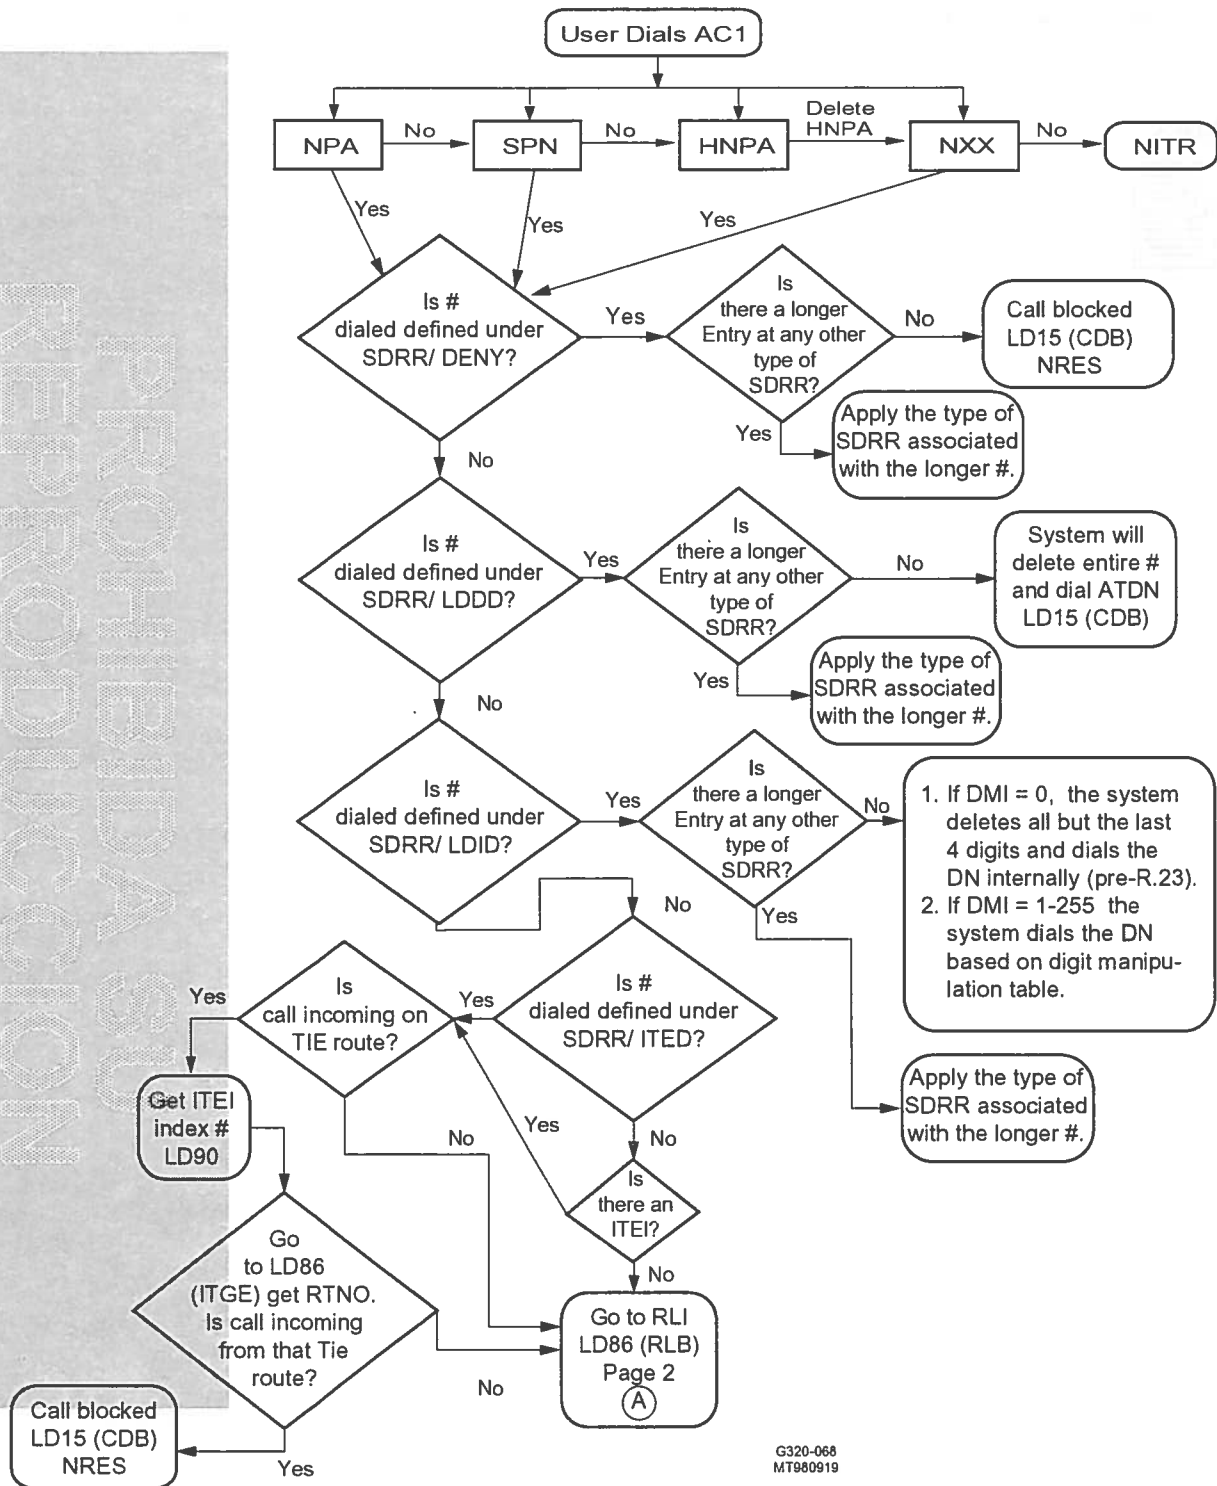 User Dials AC1
NPA
No
SPN
No
HNPA
Delete
HNPA
NXX
No
NITR
Yes
Yes
Yes
Is #
dialed defined under
SDRR/ DENY?
Yes
Is
there a longer
Entry at any other
type of
SDRR?
No
Call blocked
LD15 (CDB)
NRES
Yes
Apply the type of
SDRR associated
with the longer #.
No
Is #
dialed defined under
SDRR/ LDDD?
Yes
Is
there a longer
Entry at any other
type of
SDRR?
No
System will
delete entire #
and dial ATDN
LD15 (CDB)
Yes
Apply the type of
SDRR associated
with the longer #.
No
Is #
dialed defined under
SDRR/ LDID?
Yes
Is
there a longer
Entry at any other
type of
SDRR?
No
1. If DMI = 0, the system
deletes all but the last
4 digits and dials the
DN internally (pre-R.23).
2. If DMI = 1-255 the
system dials the DN
based on digit manipu-
lation table.
Yes
Apply the type of
SDRR associated
with the longer #.
No
Is #
dialed defined under
SDRR/ ITED?
Yes
Is
call incoming on
TIE route?
Yes
Get ITEI
index #
LD90
No
Yes
No
Is
there an
ITEI?
No
Go
to LD86
(ITGE) get RTNO.
Is call incoming
from that Tie
route?
No
Go to RLI
LD86 (RLB)
Page 2
A
Call blocked
LD15 (CDB)
NRES
Yes
G320-068
MT980919
PROHIBIDA SU
REPRODUCCION